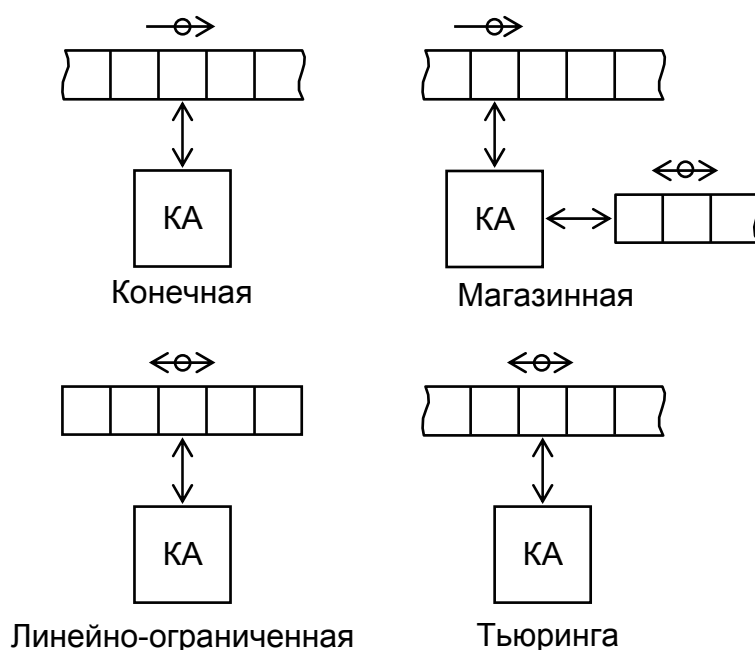 КА
КА
Конечная
Магазинная
КА
КА
Линейно-ограниченная
Тьюринга